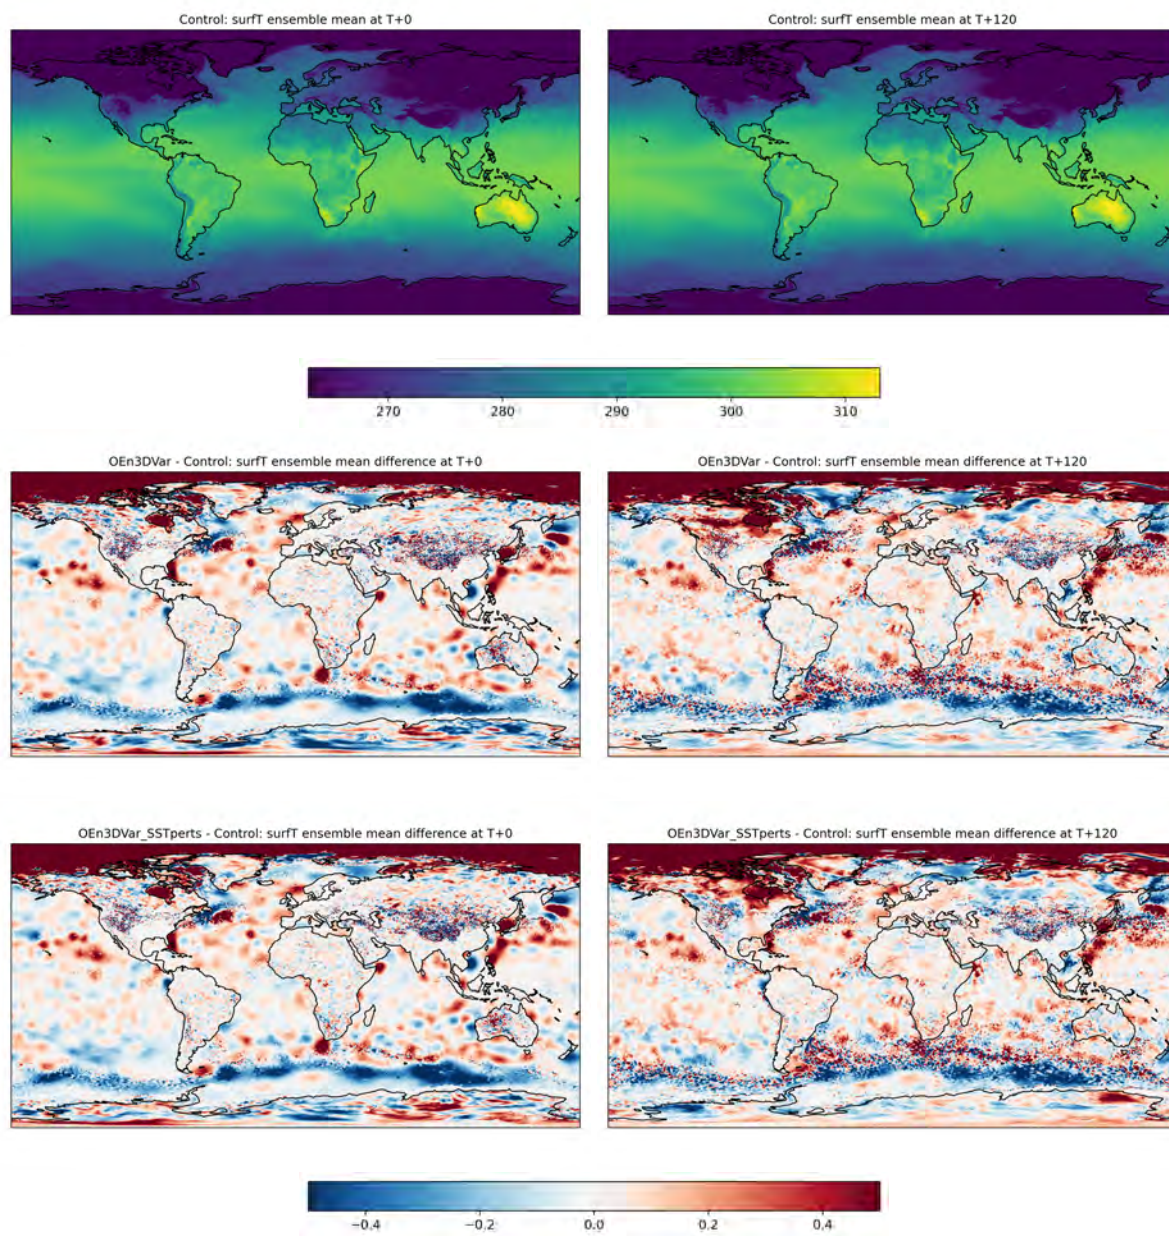 Control: surfT ensemble mean at T+0
Control: surfT ensemble mean at T+120
270 280 290 300 310
OEn3DVar - Control: surfT ensemble mean difference at T+0
OEn3DVar - Control: surfT ensemble mean difference at T+120
OEn3DVar_SSTperts - Control: surfT ensemble mean difference at T+0
OEn3DVar_SSTperts - Control: surfT ensemble mean difference at T+120
−0.4 −0.2 0.0 0.2 0.4